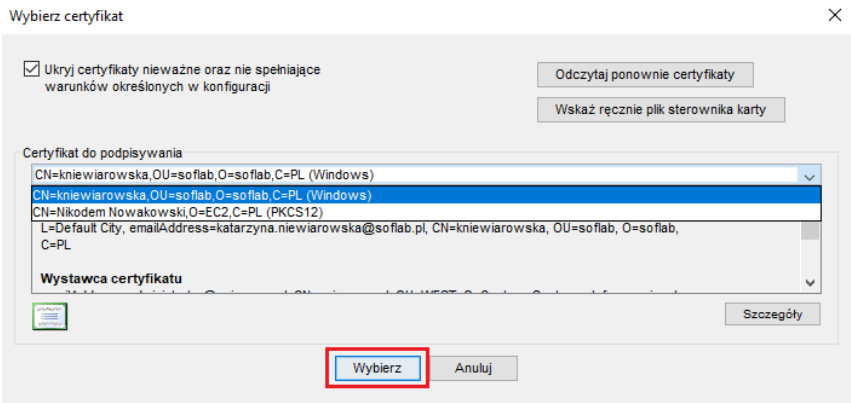 Wybierz certyfikat
Ukryj certyfikaty nieważne oraz nie spełniające
warunków określonych w konfiguracji
Odczytaj ponownie certyfikaty
Wskaż ręcznie plik sterownika karty
Certyfikat do podpisywania
CN=kniewiarowska,OU=soflab,O=soflab,C=PL (Windows)
CN=kniewiarowska,OU=soflab,O=soflab,C=PL (Windows)
CN=Nikodem Nowakowski,O=EC2,C=PL (PKCS12)
L=Default City, emailAddress=katarzyna.niewiarowska@soflab.pl, CN=kniewiarowska, OU=soflab, O=soflab,
C=PL
Wystawca certyfikatu
Szczegóły
Wybierz
Anuluj